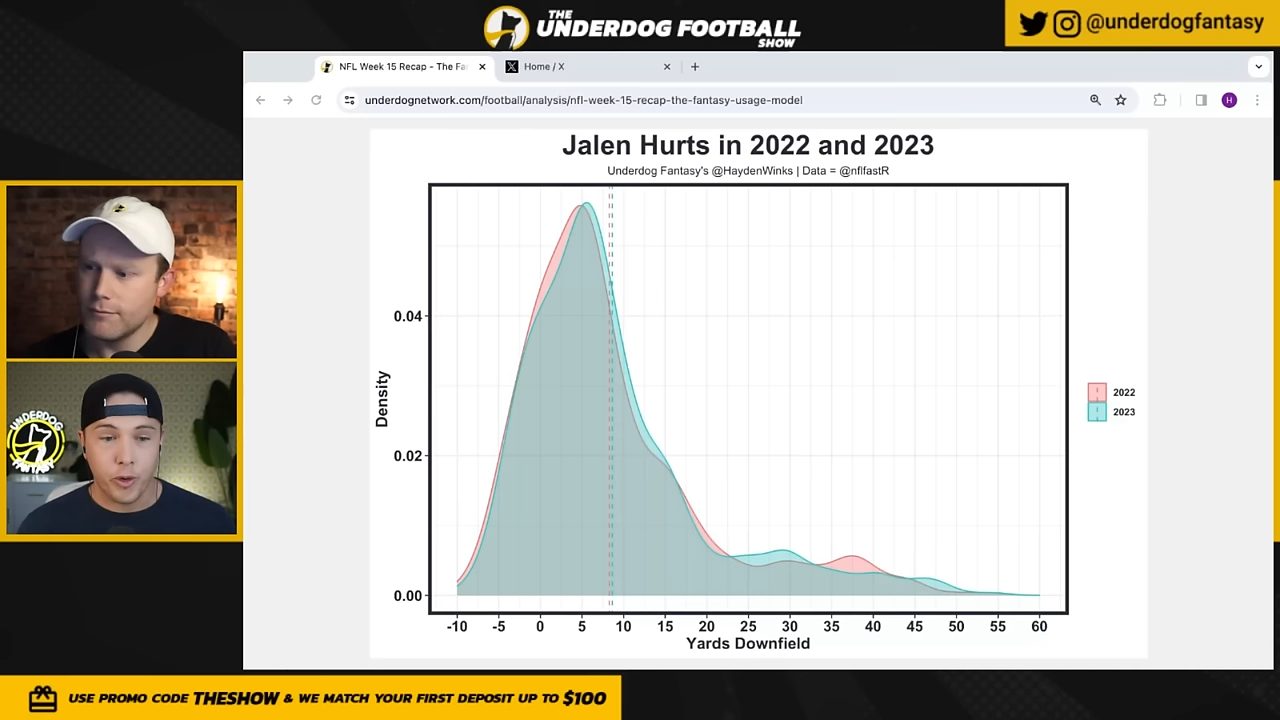 THE
UNDERDOG FOOTBALL
SHOW
@underdogfantasy
NFL Week 15 Recap - The Fa
Home / X
underdognetwork.com/football/analysis/nfl-week-15-recap-the-fantasy-usage-model
H
Jalen Hurts in 2022 and 2023
Underdog Fantasy's @HaydenWinks | Data = @nflfastR
0.04
0.02
0.00
Density
-10 -5 0 5 10 15 20 25 30 35 40 45 50 55 60
Yards Downfield
2022
2023
UNDERDOG
FANTASY
USE PROMO CODE THESHOW & WE MATCH YOUR FIRST DEPOSIT UP TO $100